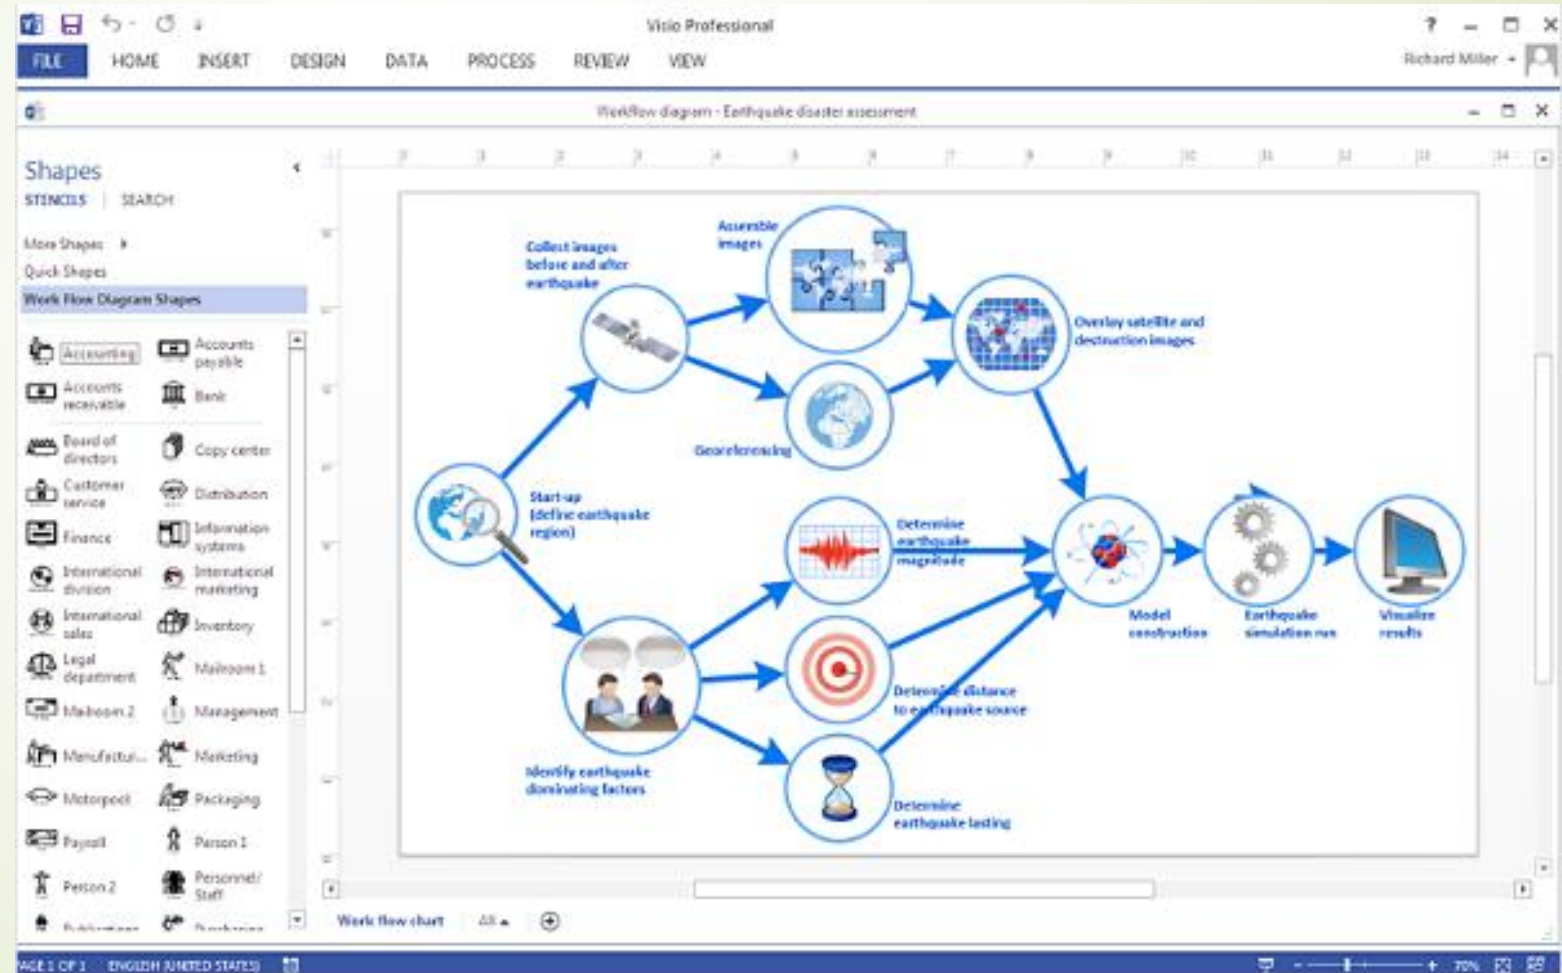 Visio Professional
?
FILE HOME INSERT DESIGN DATA PROCESS REVIEW VIEW
Richard Miller
Workflow diagram - Earthquake disaster assessment
Shapes
STENCILS | SEARCH
More Shapes
Quick Shapes
Work Flow Diagram Shapes
Accounting
Accounts
payable
Accounts
receivable
Bank
Board of
directors
Copy center
Customer
service
Distribution
Finance
Information
systems
International
division
International
marketing
International
sales
Inventory
Legal
department
Mailroom 1
Mailroom 2
Management
Manufactur...
Marketing
Motorpool
Packaging
Payroll
Person 1
Person 2
Personnel/
Staff
Publications
Purchasing
Collect images
before and after
earthquake
Assemble
images
Overlay satellite and
destruction images
Georeferencing
Start-up
(define earthquake
region)
Determine
earthquake
magnitude
Model
construction
Earthquake
simulation run
Visualize
results
Determine distance
to earthquake source
Identify earthquake
dominating factors
Determine
earthquake lasting
Work flow chart
All
PAGE 1 OF 1 ENGLISH (UNITED STATES)
70%